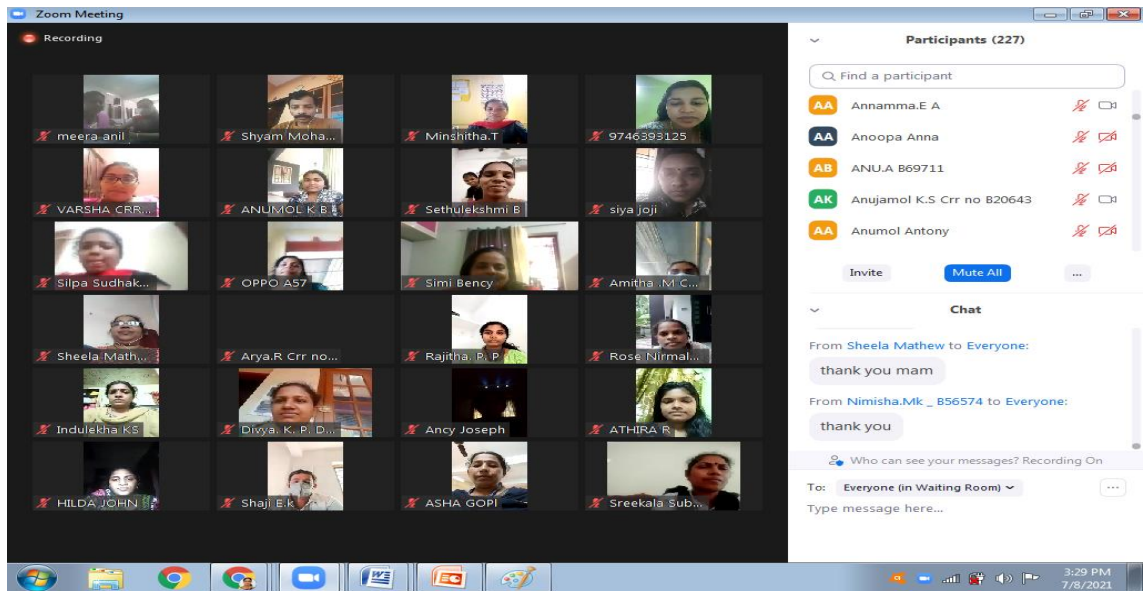 Zoom Meeting
Recording
meera anil
Shyam Moha...
Minshitha.T
9746393125
VARSHA CRR...
ANUMOL K B
Sethulekshmi B
siya joji
Silpa Sudhak...
OPPO A57
Simi Bency
Amitha .M C...
Sheela Math...
Arya.R Crr no...
Rajitha. P. P
Rose Nirmal...
Indulekha KS
Divya. K. P. D...
Ancy Joseph
ATHIRA R
HILDA JOHN
Shaji E.k
ASHA GOPI
Sreekala Sub...
Participants (227)
Find a participant
AA Annamma.E A
AA Anoopa Anna
AB ANU.A B69711
AK Anujamol K.S Crr no B20643
AA Anumol Antony
Invite Mute All ...
Chat
From Sheela Mathew to Everyone:
thank you mam
From Nimisha.Mk _ B56574 to Everyone:
thank you
Who can see your messages? Recording On
To: Everyone (in Waiting Room) ...
Type message here...
3:29 PM
7/8/2021